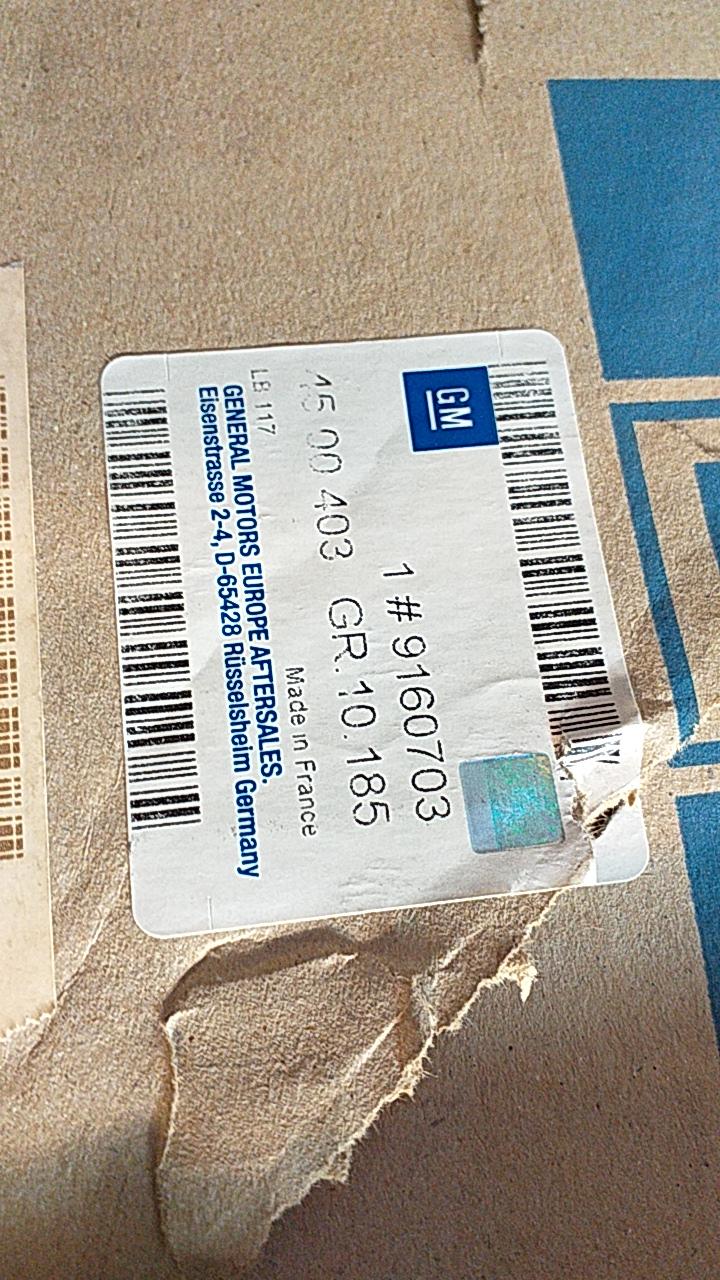 GM
1 # 9160703
15 00 403 GR.10.185
Made in France
LB 117
GENERAL MOTORS EUROPE AFTERSALES.
Eisenstrasse 2-4, D-65428 Rüsselsheim Germany